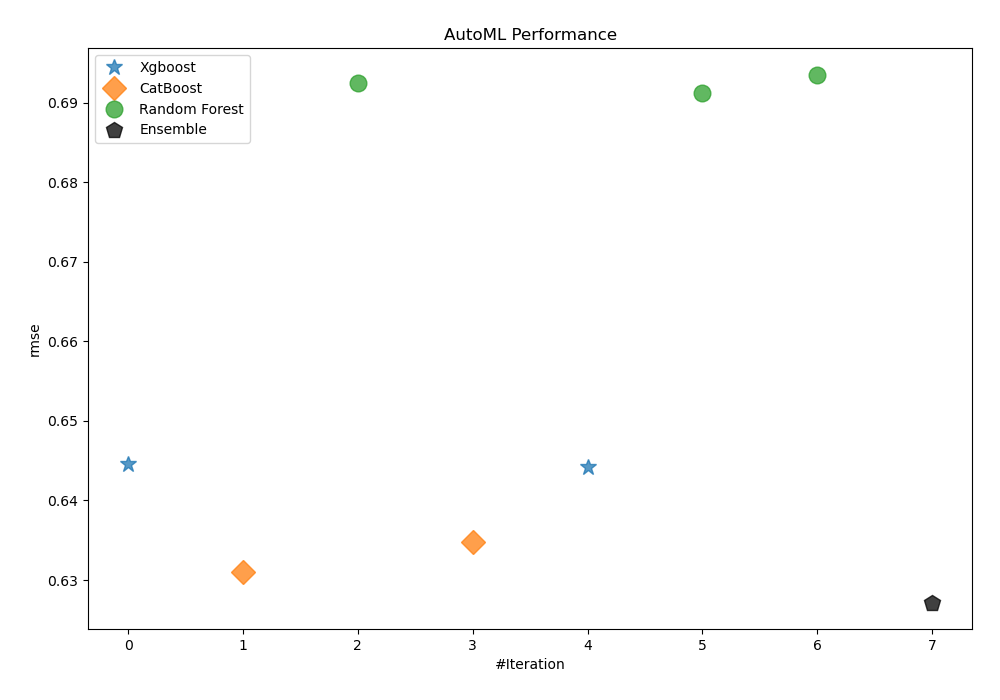 AutoML Performance
Xgboost
CatBoost
Random Forest
Ensemble
rmse
0.69
0.68
0.67
0.66
0.65
0.64
0.63
0 1 2 3 4 5 6 7
#Iteration